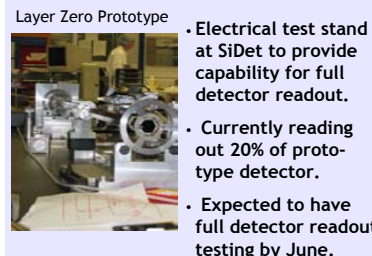 Layer Zero Prototype
• Electrical test stand
at SiDet to provide
capability for full
detector readout.
• Currently reading
out 20% of proto-
type detector.
• Expected to have
full detector readout
testing by June.